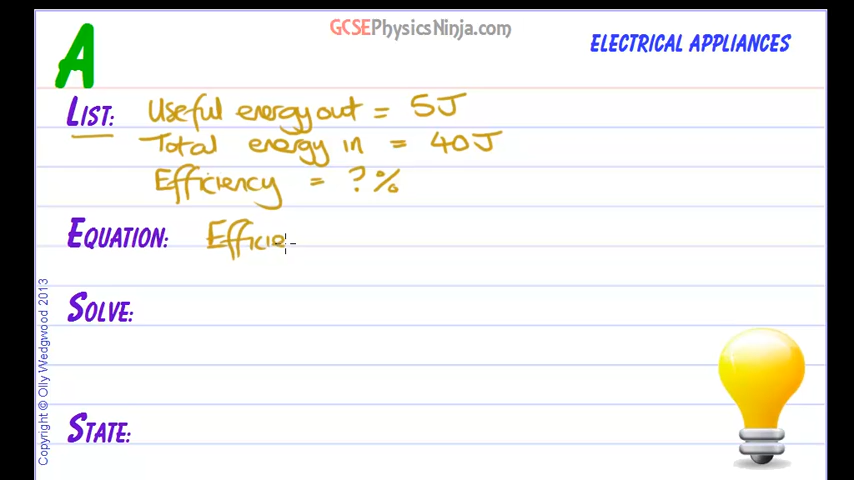 GCSEPhysicsNinja.com
ELECTRICAL APPLIANCES
A
LIST: Useful energy out = 5J
Total energy in = 40J
Efficiency = ?%
EQUATION: Efficie
SOLVE:
STATE:
Copyright © Olly Wedgwood 2013